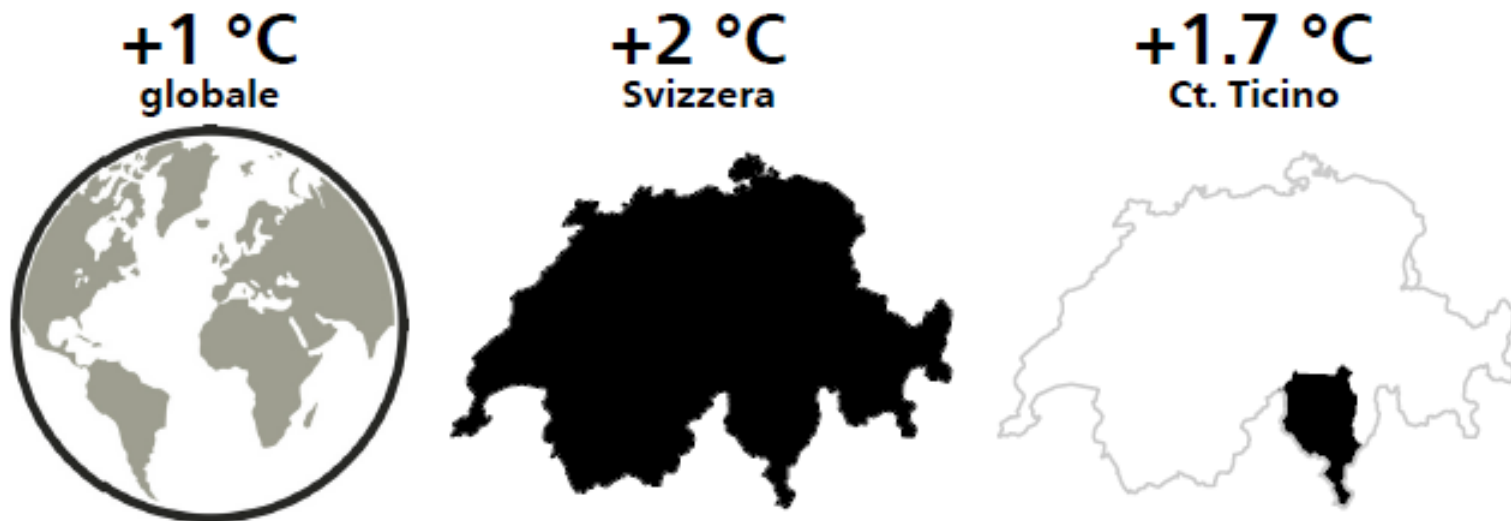 +1 °C
globale
+2 °C
Svizzera
+1.7 °C
Ct. Ticino